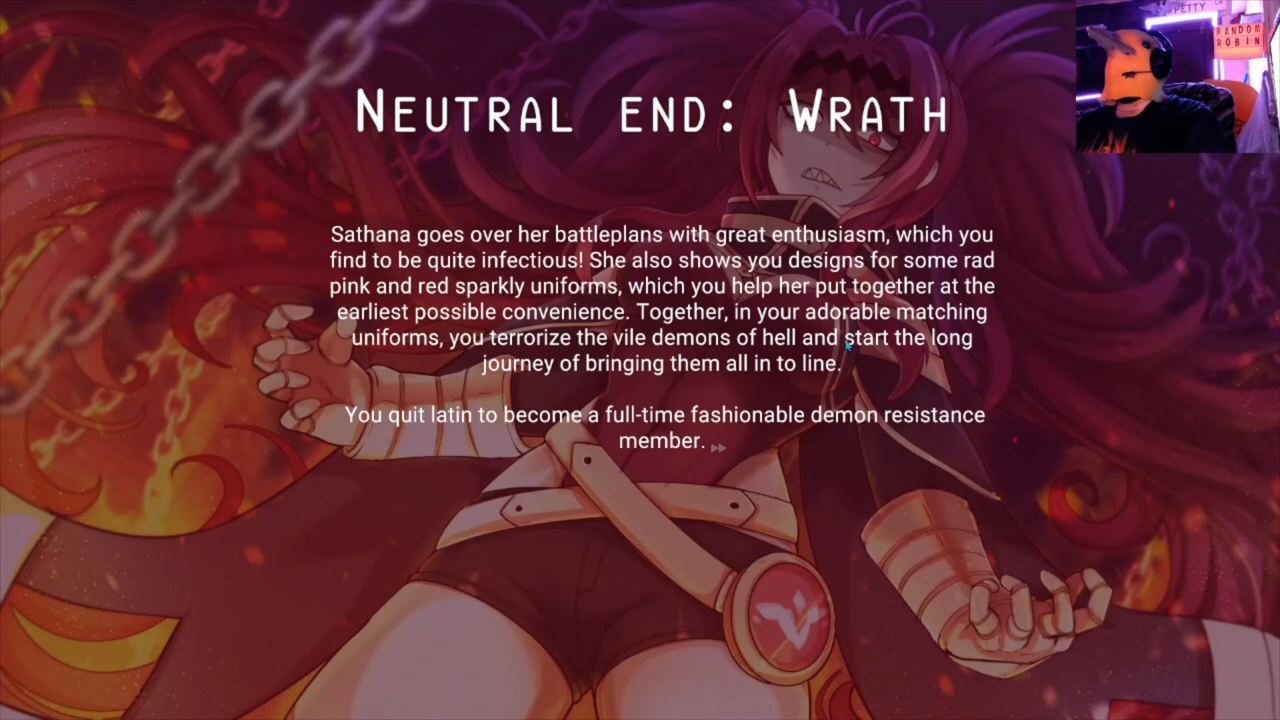 PETTY
RANDOM
ROBIN
NEUTRAL END: WRATH
Sathana goes over her battleplans with great enthusiasm, which you
find to be quite infectious! She also shows you designs for some rad
pink and red sparkly uniforms, which you help her put together at the
earliest possible convenience. Together, in your adorable matching
uniforms, you terrorize the vile demons of hell and start the long
journey of bringing them all in to line.
You quit latin to become a full-time fashionable demon resistance
member.